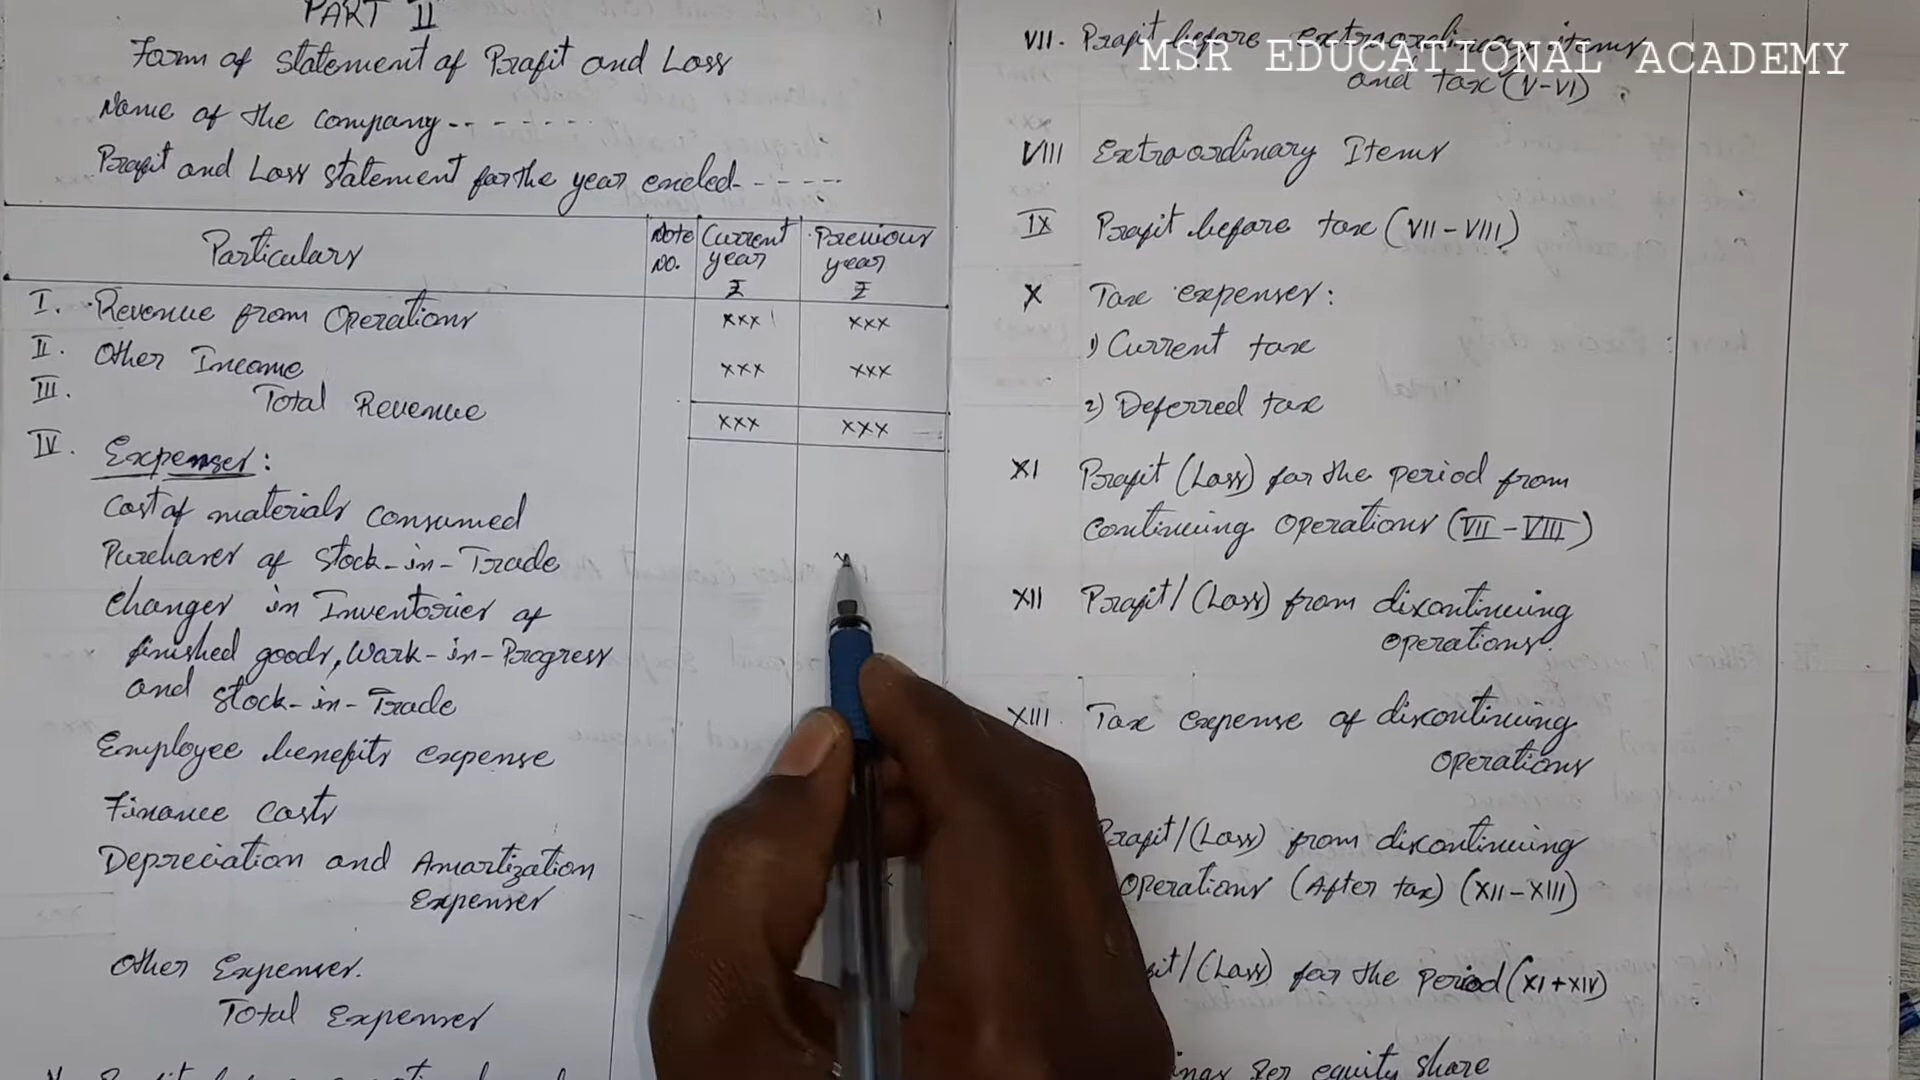 PART II
Form of Statement of Profit and Loss
Name of the company
Profit and Loss statement for the year ended
Particulars
Note No.
Current year ₹
Previous year ₹
I. Revenue from Operations xxx xxx
II. Other Income xxx xxx
III. Total Revenue xxx xxx
IV. Expenses:
Cost of materials consumed
Purchases of Stock-in-Trade
Changes in Inventories of
finished goods, Work-in-Progress
and Stock-in-Trade
Employee benefits expense
Finance Costs
Depreciation and Amortization
Expenses
Other Expenses.
Total Expenses
VII. Profit before extraordinary items
and tax (V-VI)
MSR EDUCATIONAL ACADEMY
VIII Extraordinary Items
IX Profit before tax (VII-VIII)
X Tax expenses:
1) Current tax
2) Deferred tax
XI Profit (Loss) for the period from
Continuing Operations (VII-VIII)
XII Profit/(Loss) from discontinuing
Operations.
XIII. Tax expense of discontinuing
Operations
Profit/(Loss) from discontinuing
Operations (After tax) (XII-XIII)
/(Loss) for the Period (XI+XIV)
per equity share